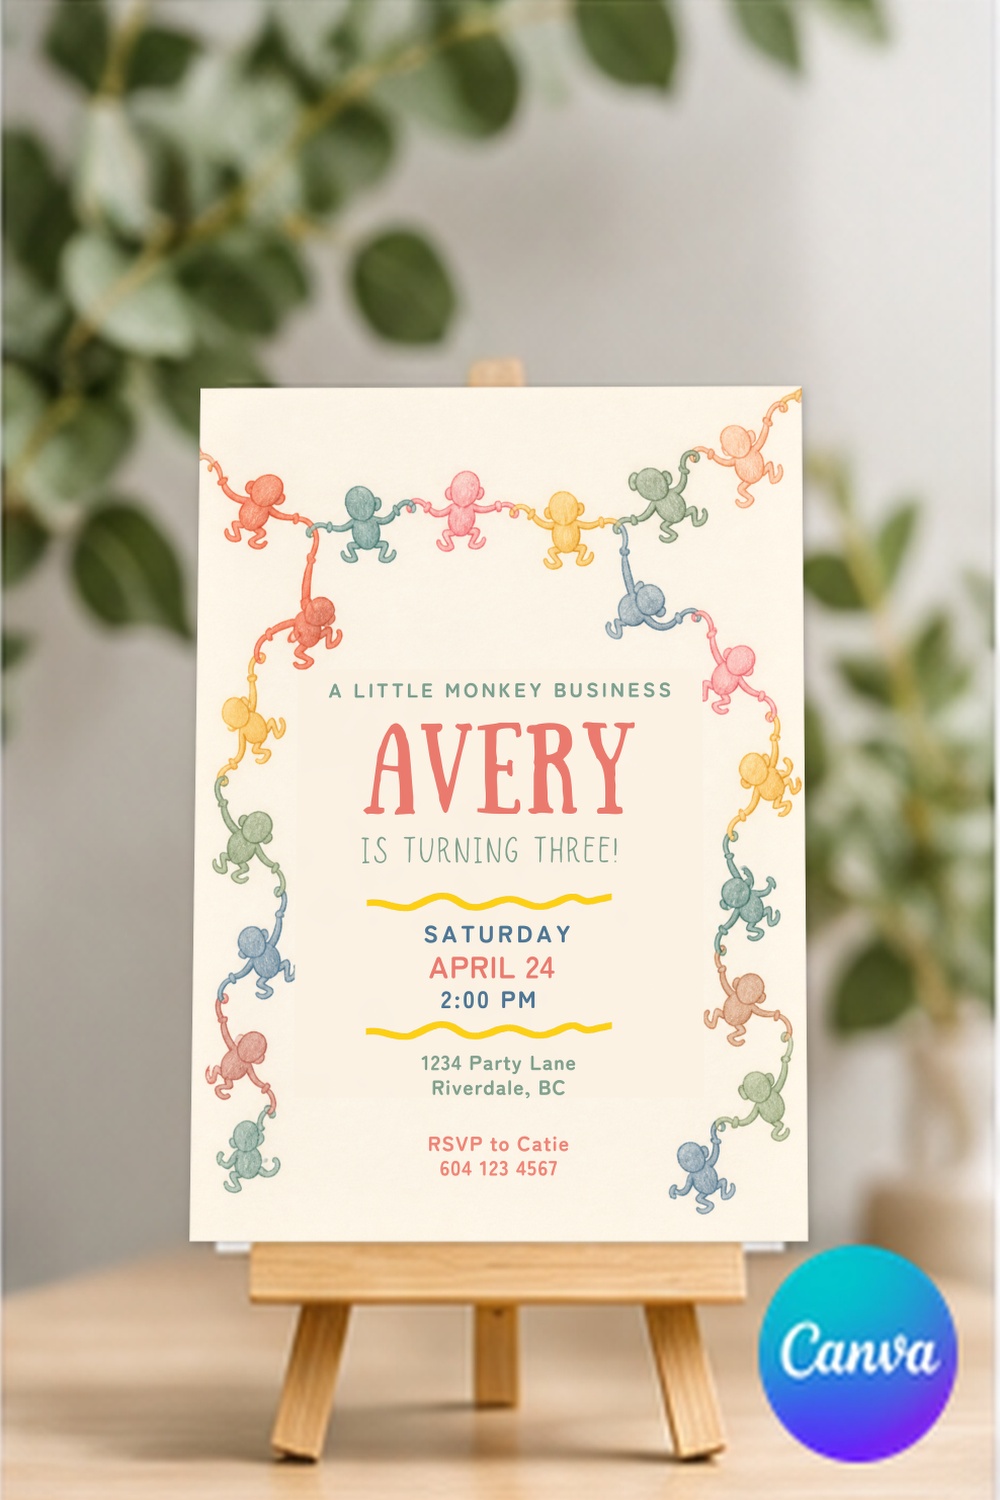 A LITTLE MONKEY BUSINESS
AVERY
IS TURNING THREE!
SATURDAY
APRIL 24
2:00 PM
1234 Party Lane
Riverdale, BC
RSVP to Catie
604 123 4567
Canva